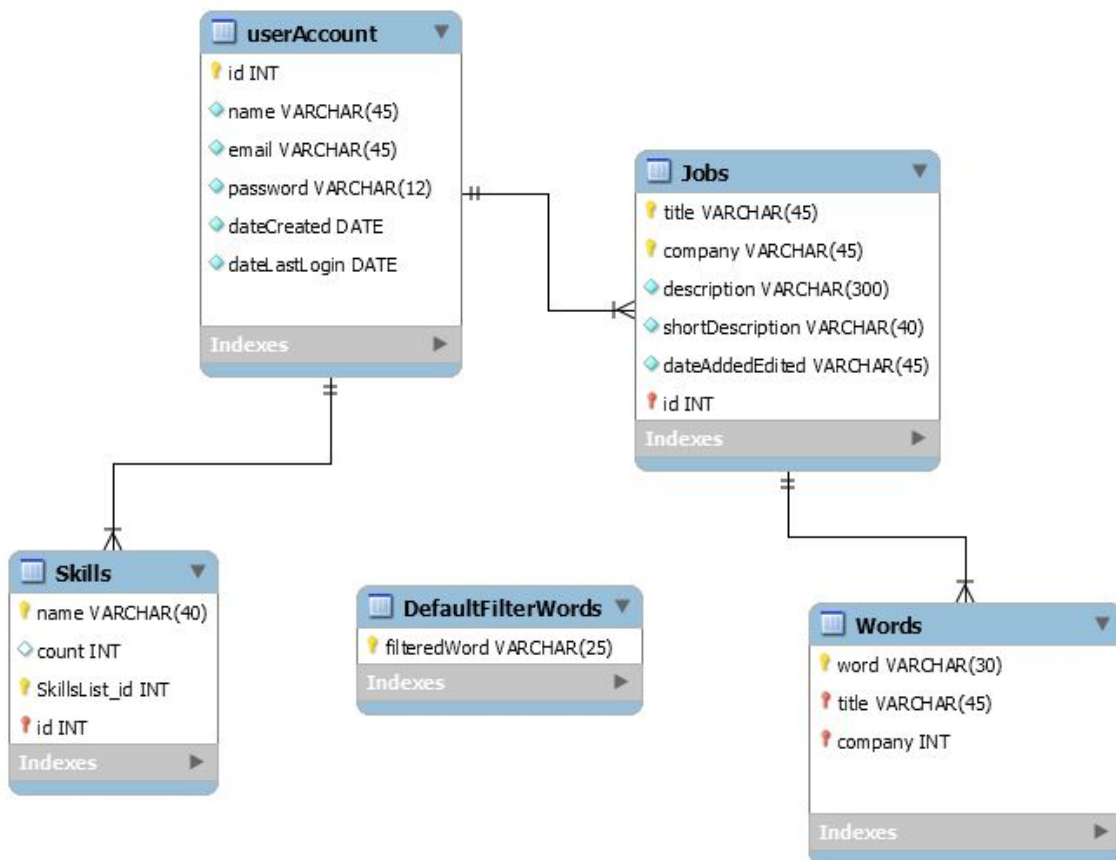 userAccount
id INT
name VARCHAR(45)
email VARCHAR(45)
password VARCHAR(12)
dateCreated DATE
dateLastLogin DATE
Indexes
Jobs
title VARCHAR(45)
company VARCHAR(45)
description VARCHAR(300)
shortDescription VARCHAR(40)
dateAddedEdited VARCHAR(45)
id INT
Indexes
Skills
name VARCHAR(40)
count INT
SkillsList_id INT
id INT
Indexes
DefaultFilterWords
filteredWord VARCHAR(25)
Indexes
Words
word VARCHAR(30)
title VARCHAR(45)
company INT
Indexes